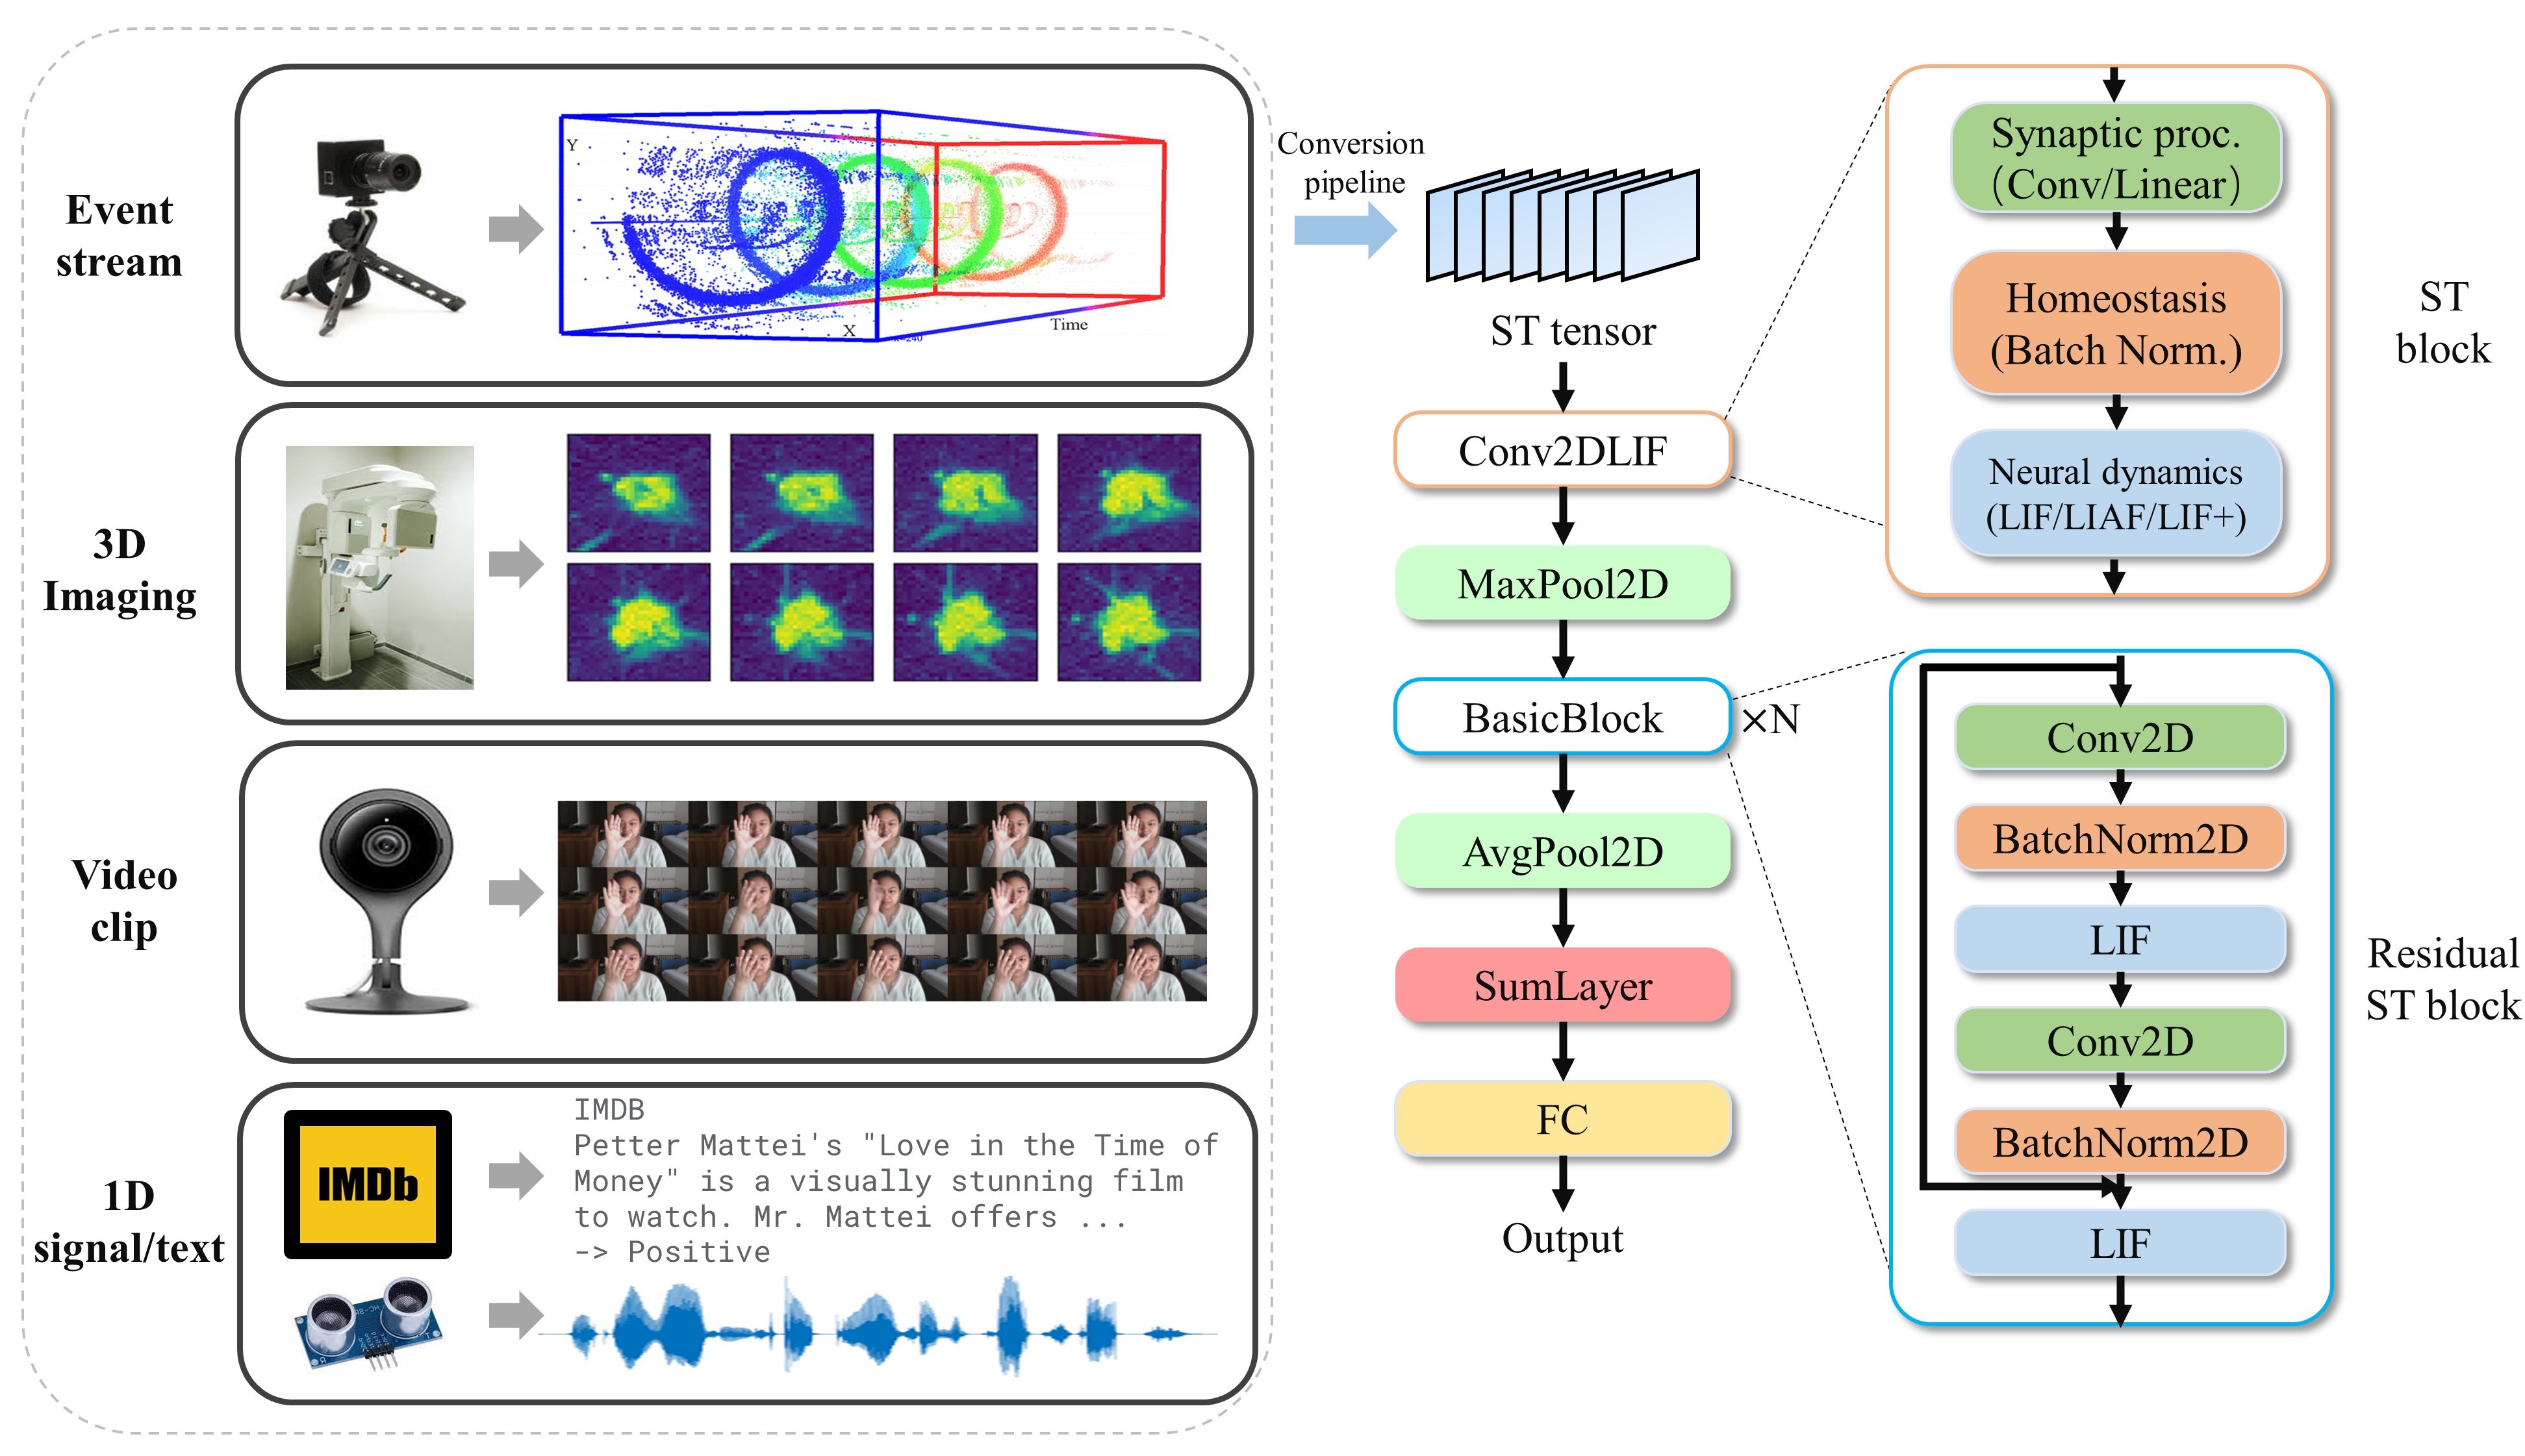 Event
stream
Y
X
Time
3D
Imaging
Video
clip
1D
signal/text
IMDb
IMDB
Petter Mattei's "Love in the Time of
Money" is a visually stunning film
to watch. Mr. Mattei offers ...
-> Positive
Conversion
pipeline
ST tensor
Conv2DLIF
MaxPool2D
BasicBlock
×N
AvgPool2D
SumLayer
FC
Output
Synaptic proc.
(Conv/Linear)
Homeostasis
(Batch Norm.)
Neural dynamics
(LIF/LIAF/LIF+)
ST
block
Conv2D
BatchNorm2D
LIF
Conv2D
BatchNorm2D
LIF
Residual
ST block